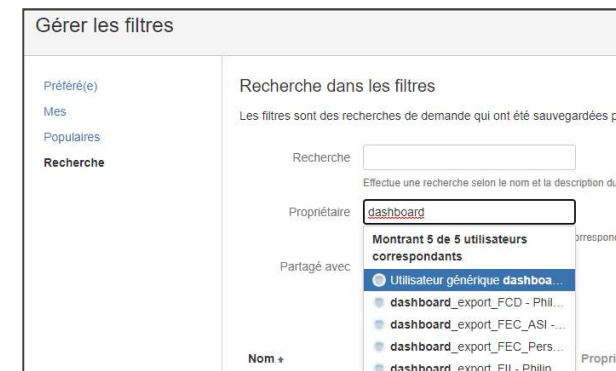 Gérer les filtres
Préféré(e)
Mes
Populaires
Recherche
Recherche dans les filtres
Les filtres sont des recherches de demande qui ont été sauvegardées
Recherche
Effectue une recherche selon le nom et la description
Propriétaire
dashboard
Montrant 5 de 5 utilisateurs
correspondants
Partagé avec
Utilisateur générique dashboa...
dashboard_export_FCD - Phil...
dashboard_export_FEC_ASI -...
dashboard_export_FEC_Pers...
dashboard_export_FII - Philip
Nom
Propri